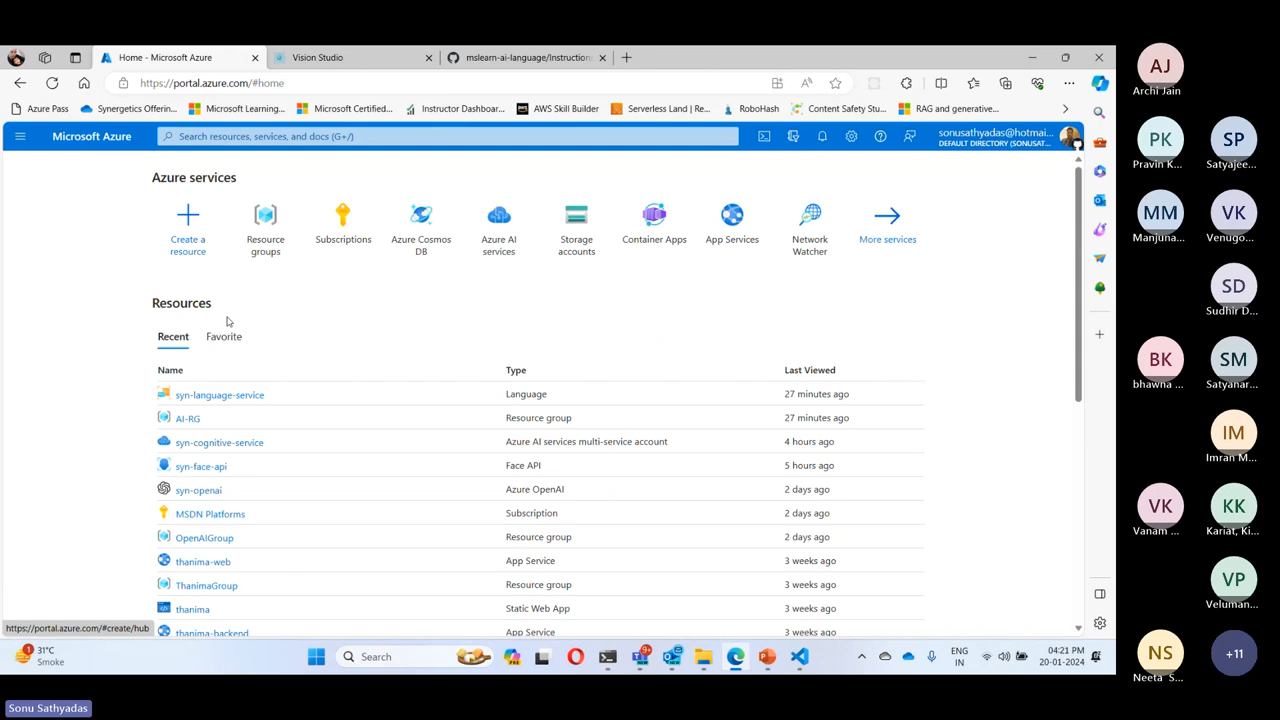 Home - Microsoft Azure
Vision Studio
mslearn-ai-language/Instructions
https://portal.azure.com/#home
Azure Pass
Synergetics Offerin...
Microsoft Learning...
Microsoft Certified...
Instructor Dashboar...
AWS Skill Builder
Serverless Land | Re...
RoboHash
Content Safety Stu...
RAG and generative...
Microsoft Azure
Search resources, services, and docs (G+/)
sonusathyadas@hotmai...
DEFAULT DIRECTORY (SONUSAT...
Azure services
Create a resource
Resource groups
Subscriptions
Azure Cosmos DB
Azure AI services
Storage accounts
Container Apps
App Services
Network Watcher
More services
Resources
Recent
Favorite
Name Type Last Viewed
syn-language-service Language 27 minutes ago
AI-RG Resource group 27 minutes ago
syn-cognitive-service Azure AI services multi-service account 4 hours ago
syn-face-api Face API 5 hours ago
syn-openai Azure OpenAI 2 days ago
MSDN Platforms Subscription 2 days ago
OpenAIGroup Resource group 2 days ago
thanima-web App Service 3 weeks ago
ThanimaGroup Resource group 3 weeks ago
thanima Static Web App 3 weeks ago
thanima-backend App Service 3 weeks ago
https://portal.azure.com/#create/hub
1
31°C
Smoke
Search
9+
ENG
IN
04:21 PM
20-01-2024
Sonu Sathyadas
AJ
Archi Jain
PK
Pravin K...
SP
Satyajee...
MM
Manjuna...
VK
Venugo...
SD
Sudhir D...
BK
bhawna ...
SM
Satyanar...
IM
Imran M...
VK
Vanam ...
KK
Kariat, Ki...
VP
Veluman...
NS
Neeta S...
+11